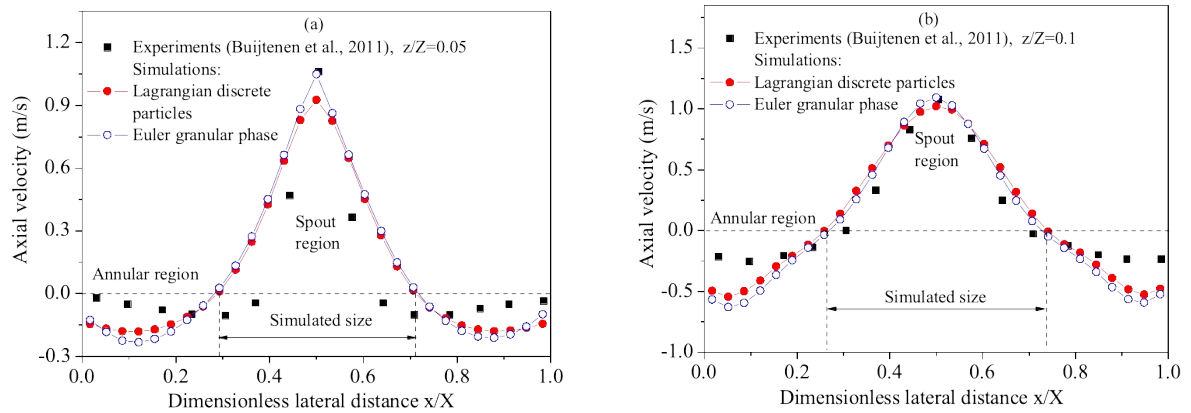 (a)
Experiments (Buijtenen et al., 2011), z/Z=0.05
Simulations:
Lagrangian discrete
particles
Euler granular phase
Spout
region
Annular region
Simulated size
1.2
0.9
0.6
0.3
0.0
-0.3
Axial velocity (m/s)
0.0 0.2 0.4 0.6 0.8 1.0
Dimensionless lateral distance x/X
(b)
Experiments (Buijtenen et al., 2011), z/Z=0.1
Simulations:
Lagrangian discrete particles
Euler granular phase
Spout
region
Annular region
Simulated size
1.5
1.0
0.5
0.0
-0.5
-1.0
Axial velocity (m/s)
0.0 0.2 0.4 0.6 0.8 1.0
Dimensionless lateral distance x/X